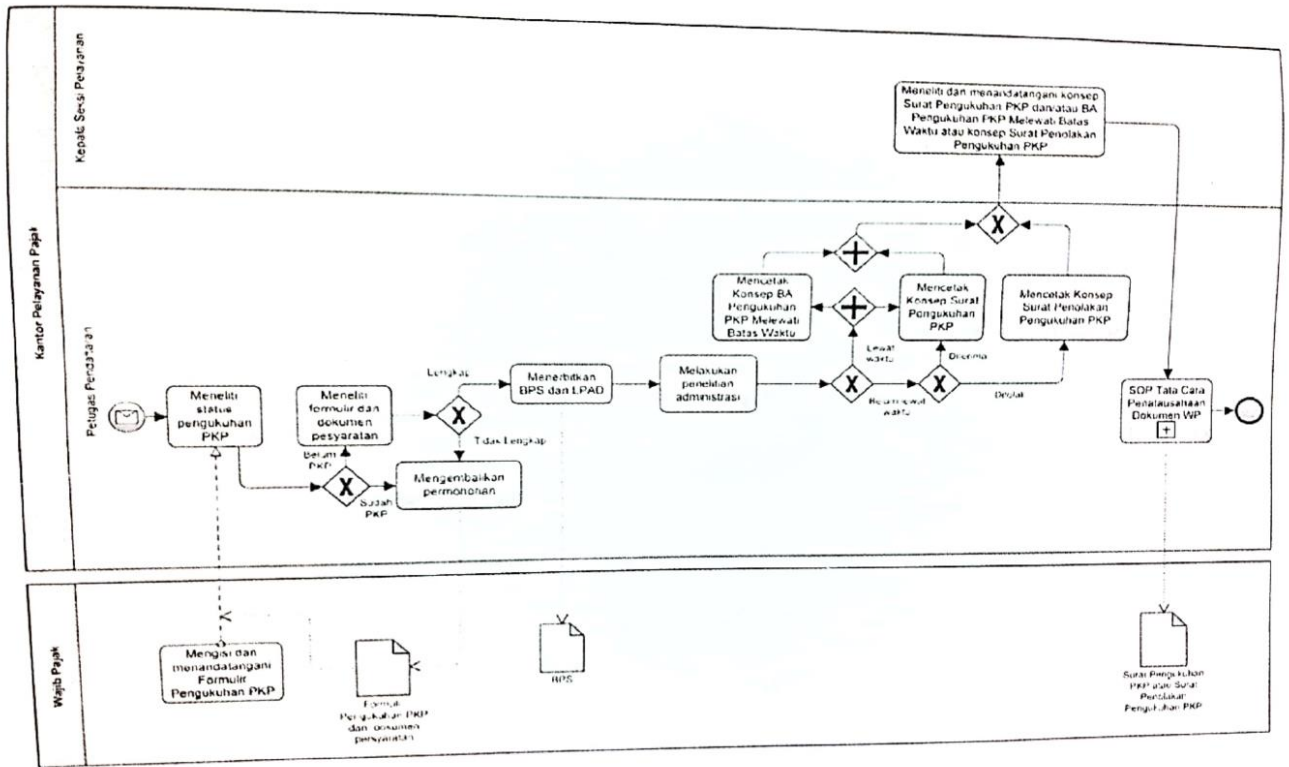 Kantor Pelayanan Pajak
Kepala Seksi Pelayanan
Meneliti dan menandatangani konsep
Surat Pengukuhan PKP dan/atau BA
Pengukuhan PKP Melewati Batas
Waktu atau konsep Surat Penolakan
Pengukuhan PKP
Petugas Pendaftaran
Meneliti
status
pengukuhan
PKP
Meneliti
formulir dan
dokumen
pesyaratan
Belum
PKP
X
Sudah
PKP
Mengembalikan
permohonan
Lengkap
X
Tidak Lengkap
Menerbitkan
BPS dan LPAD
Melakukan
penelitian
administrasi
X
Lewat
waktu
Belum lewat
waktu
Mencetak
Konsep BA
Pengukuhan
PKP Melewati
Batas Waktu
Mencetak
Konsep Surat
Pengukuhan
PKP
X
Diterima
Ditolak
Mencetak Konsep
Surat Penolakan
Pengukuhan PKP
X
SOP Tata Cara
Penatausahaan
Dokumen WP
Wajib Pajak
Mengisi dan
menandatangani
Formulir
Pengukuhan PKP
Formulir
Pengukuhan PKP
dan dokumen
persyaratan
BPS
Surat Pengukuhan
PKP atau Surat
Penolakan
Pengukuhan PKP